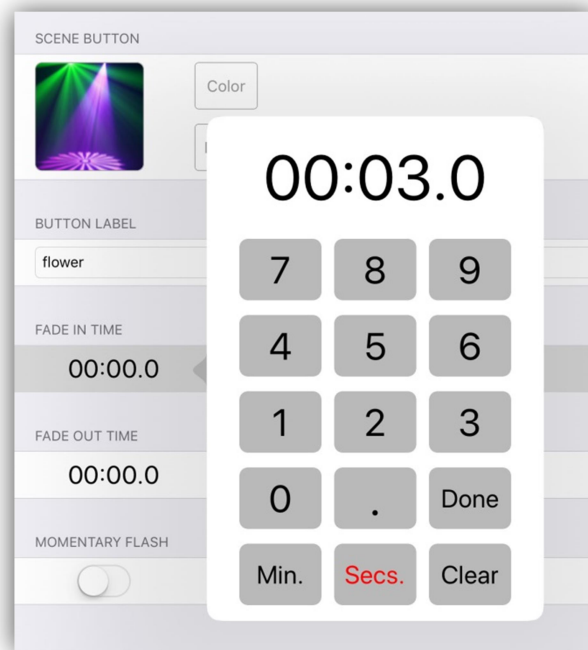 SCENE BUTTON
Color
00:03.0
BUTTON LABEL
flower
7 8 9
FADE IN TIME
00:00.0
4 5 6
1 2 3
FADE OUT TIME
00:00.0
0 . Done
MOMENTARY FLASH
Min. Secs. Clear